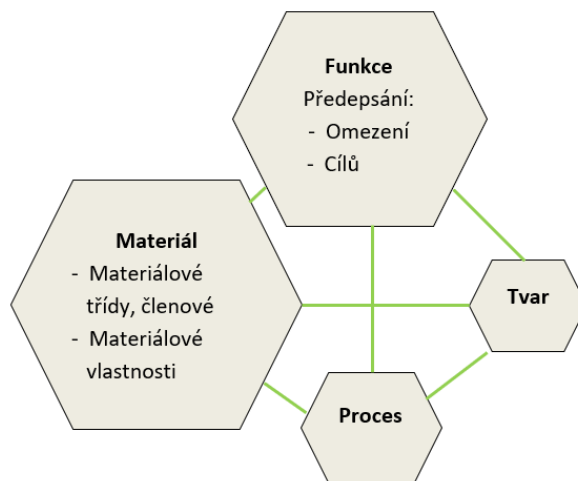 Funkce
Předepsání:
- Omezení
- Cílů
Materiál
- Materiálové
třídy, členové
- Materiálové
vlastnosti
Tvar
Proces